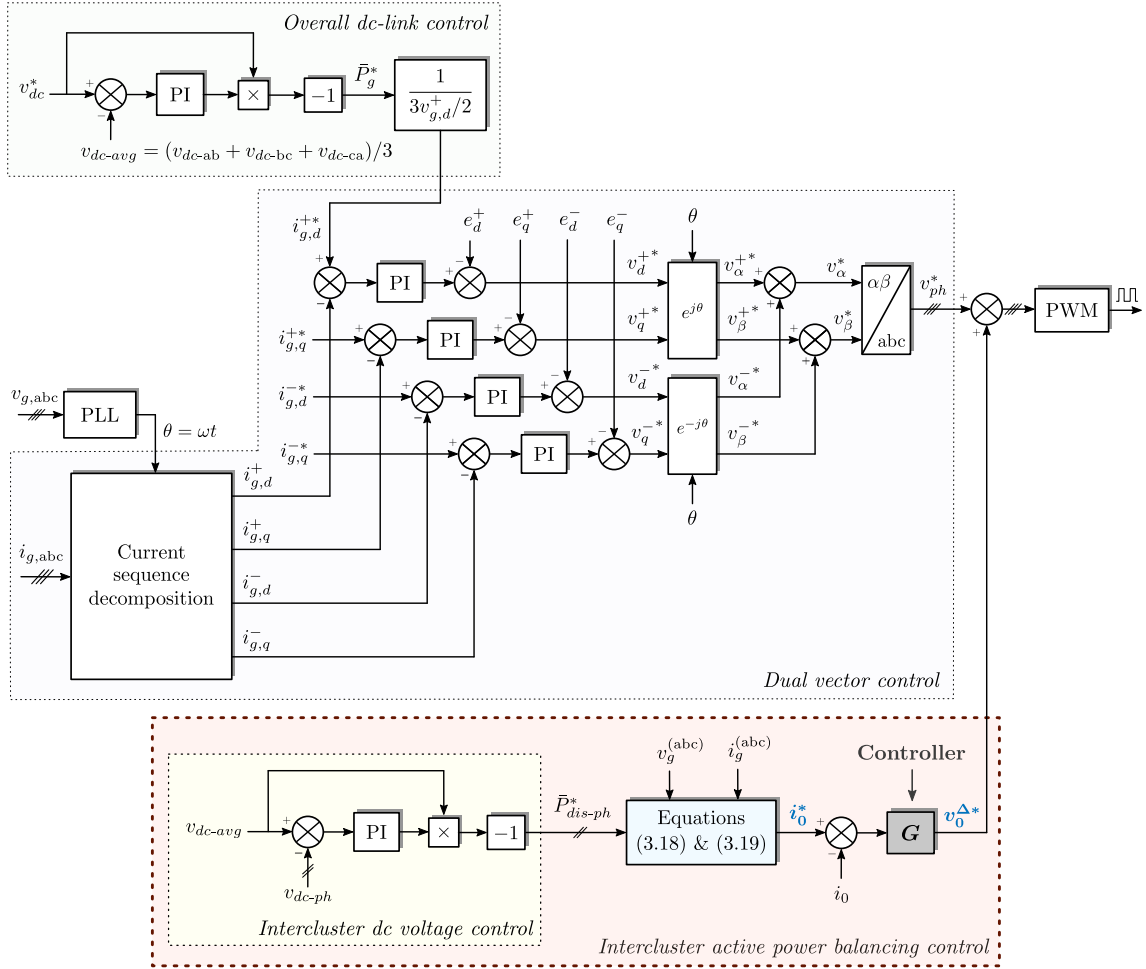 Overall dc-link control
v*dc
+
−
PI
×
−1
P̄*g
1
3v+g,d/2
vdc-avg = (vdc-ab + vdc-bc + vdc-ca)/3
i+*g,d
e+d
e+q
e−d
e−q
θ
+
−
PI
−
+
v+*d
ejθ
v+*α
+
+
v*α
αβ
abc
v*ph
+
+
PWM
i+*g,q
+
−
PI
−
+
v+*q
v+*β
+
+
v*β
i−*g,d
+
−
PI
+
−
v−*d
e−jθ
v−*α
i−*g,q
+
−
PI
+
−
v−*q
v−*β
θ
vg,abc
PLL
θ = ωt
ig,abc
Current
sequence
decomposition
i+g,d
i+g,q
i−g,d
i−g,q
Dual vector control
vdc-avg
+
−
PI
×
−1
vdc-ph
Intercluster dc voltage control
P̄*dis-ph
v(abc)g
i(abc)g
Equations
(3.18) & (3.19)
i*0
+
−
i0
Controller
G
vΔ*0
Intercluster active power balancing control